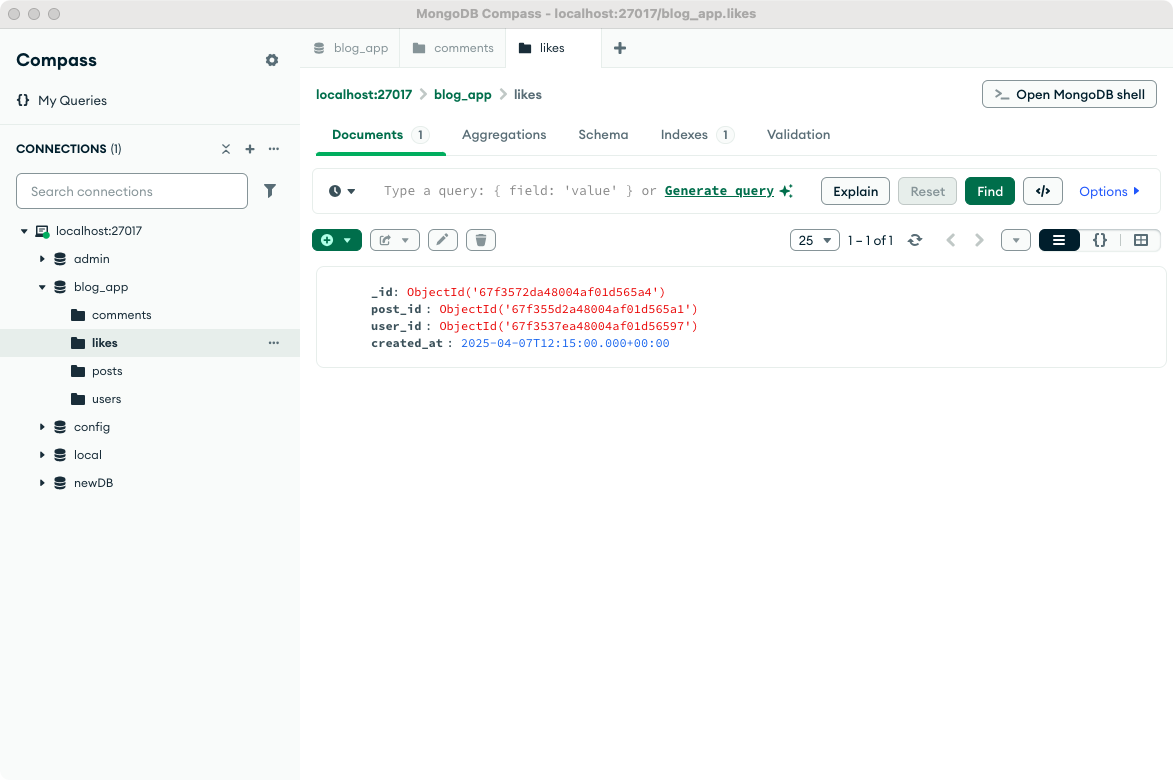 MongoDB Compass - localhost:27017/blog_app.likes
Compass
{} My Queries
CONNECTIONS (1)
Search connections
localhost:27017
admin
blog_app
comments
likes
posts
users
config
local
newDB
blog_app
comments
likes
localhost:27017 > blog_app > likes
>_ Open MongoDB shell
Documents 1
Aggregations
Schema
Indexes 1
Validation
Type a query: { field: 'value' } or Generate query
Explain
Reset
Find
</>
Options
25
1 – 1 of 1
{}
_id: ObjectId('67f3572da48004af01d565a4')
post_id : ObjectId('67f355d2a48004af01d565a1')
user_id : ObjectId('67f3537ea48004af01d56597')
created_at : 2025-04-07T12:15:00.000+00:00